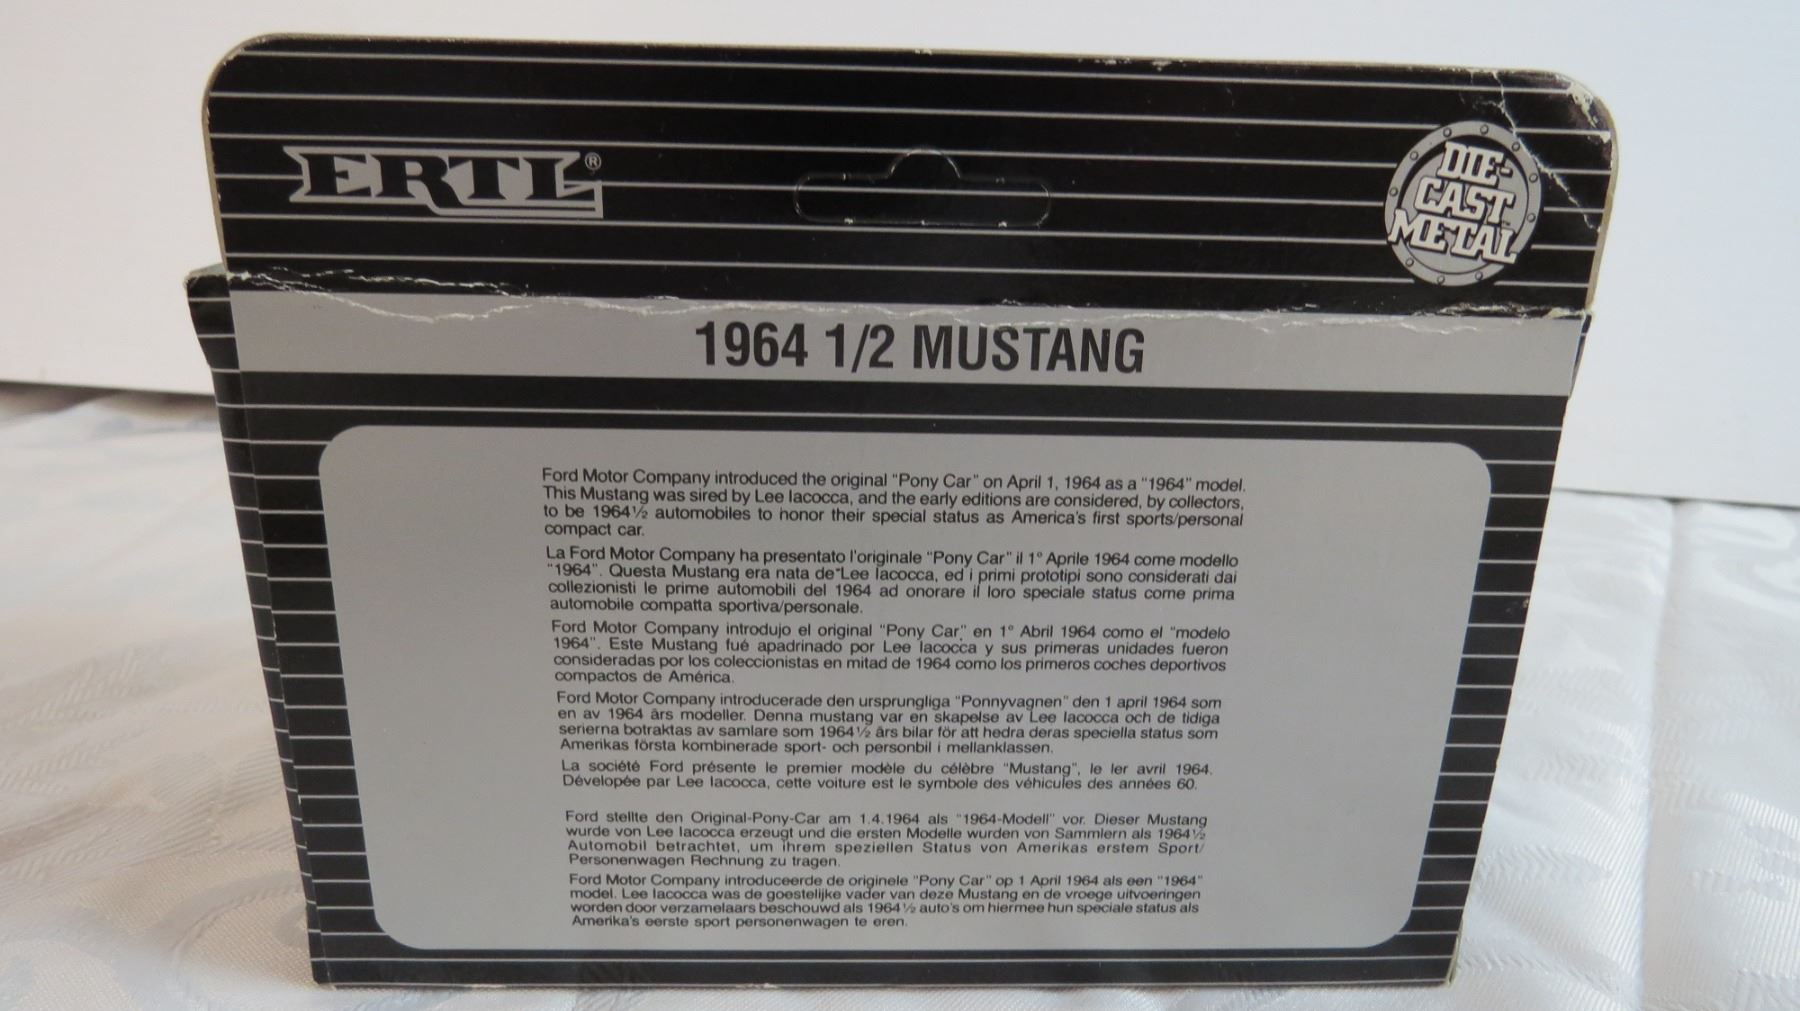 ERTL®
DIE-
CAST
METAL
1964 1/2 MUSTANG
Ford Motor Company introduced the original "Pony Car" on April 1, 1964 as a "1964" model.
This Mustang was sired by Lee Iacocca, and the early editions are considered, by collectors,
to be 1964½ automobiles to honor their special status as America's first sports/personal
compact car.
La Ford Motor Company ha presentato l'originale "Pony Car" il 1° Aprile 1964 come modello
"1964". Questa Mustang era nata de"Lee Iacocca, ed i primi prototipi sono considerati dai
collezionisti le prime automobili del 1964 ad onorare il loro speciale status come prima
automobile compatta sportiva/personale.
Ford Motor Company introdujo el original "Pony Car" en 1° Abril 1964 como el "modelo
1964". Este Mustang fué apadrinado por Lee Iacocca y sus primeras unidades fueron
consideradas por los coleccionistas en mitad de 1964 como los primeros coches deportivos
compactos de América.
Ford Motor Company introducerade den ursprungliga "Ponnyvagnen" den 1 april 1964 som
en av 1964 års modeller. Denna mustang var en skapelse av Lee Iacocca och de tidiga
serierna botraktas av samlare som 1964½ års bilar för att hedra deras speciella status som
Amerikas första kombinerade sport- och personbil i mellanklassen.
La société Ford présente le premier modèle du célèbre "Mustang", le ler avril 1964.
Dévelopée par Lee Iacocca, cette voiture est le symbole des véhicules des années 60.
Ford stellte den Original-Pony-Car am 1.4.1964 als "1964-Modell" vor. Dieser Mustang
wurde von Lee Iacocca erzeugt und die ersten Modelle wurden von Sammlern als 1964½
Automobil betrachtet, um ihrem speziellen Status von Amerikas erstem Sport/
Personenwagen Rechnung zu tragen.
Ford Motor Company introduceerde de originele "Pony Car" op 1 April 1964 als een "1964"
model. Lee Iacocca was de goestelijke vader van deze Mustang en de vroege uitvoeringen
worden door verzamelaars beschouwd als 1964½ auto's om hiermee hun speciale status als
Amerika's eerste sport personenwagen te eren.